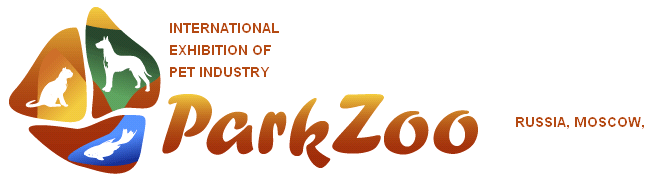 INTERNATIONAL
EXHIBITION OF
PET INDUSTRY
ParkZoo
RUSSIA, MOSCOW,